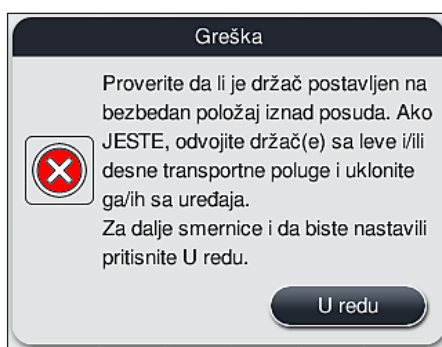 Greška
Proverite da li je držač postavljen na
bezbedan položaj iznad posuda. Ako
JESTE, odvojite držač(e) sa leve i/ili
desne transportne poluge i uklonite
ga/ih sa uređaja.
Za dalje smernice i da biste nastavili
pritisnite U redu.
U redu